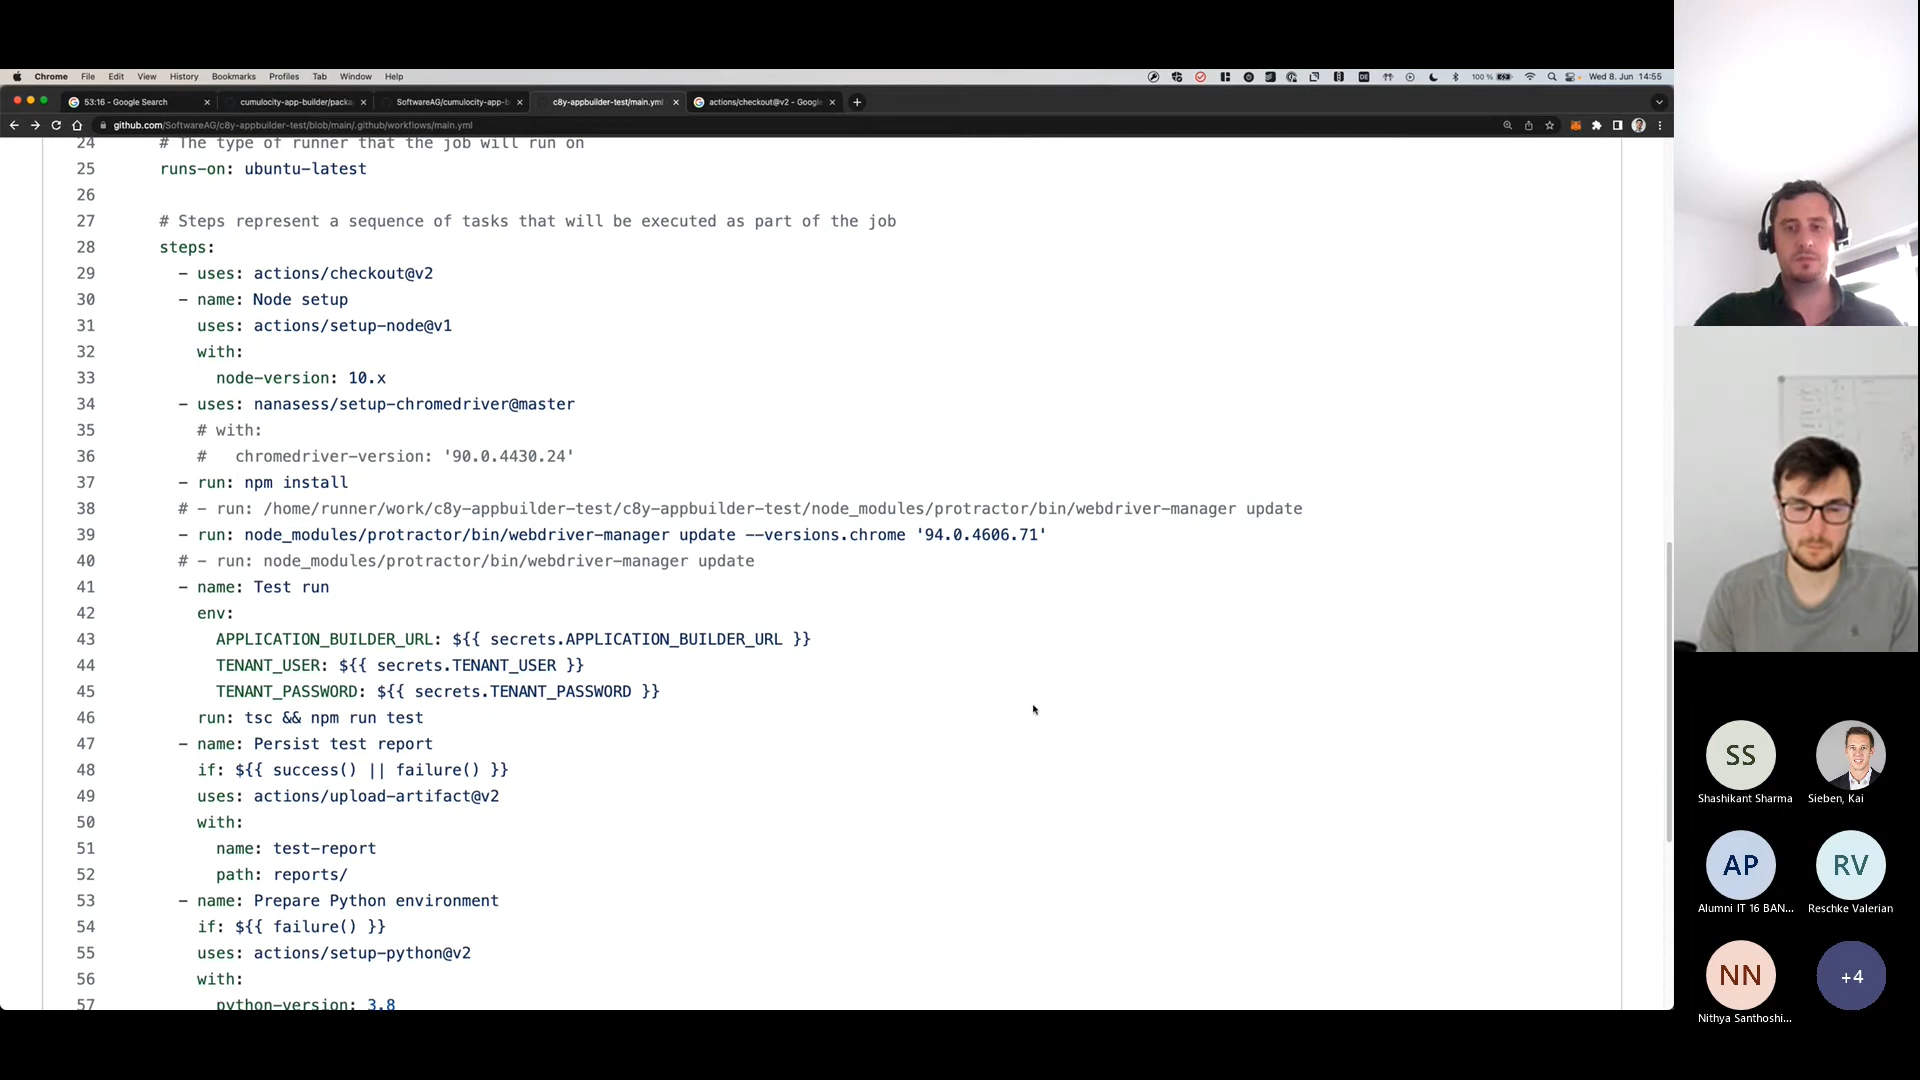 Chrome File Edit View History Bookmarks Profiles Tab Window Help
100 % Wed 8. Jun 14:55
53:16 - Google Search
cumulocity-app-builder/packa
SoftwareAG/cumulocity-app-b
c8y-appbuilder-test/main.yml
actions/checkout@v2 - Google
github.com/SoftwareAG/c8y-appbuilder-test/blob/main/.github/workflows/main.yml
24 # The type of runner that the job will run on
25 runs-on: ubuntu-latest
26
27 # Steps represent a sequence of tasks that will be executed as part of the job
28 steps:
29 - uses: actions/checkout@v2
30 - name: Node setup
31 uses: actions/setup-node@v1
32 with:
33 node-version: 10.x
34 - uses: nanasess/setup-chromedriver@master
35 # with:
36 # chromedriver-version: '90.0.4430.24'
37 - run: npm install
38 # - run: /home/runner/work/c8y-appbuilder-test/c8y-appbuilder-test/node_modules/protractor/bin/webdriver-manager update
39 - run: node_modules/protractor/bin/webdriver-manager update --versions.chrome '94.0.4606.71'
40 # - run: node_modules/protractor/bin/webdriver-manager update
41 - name: Test run
42 env:
43 APPLICATION_BUILDER_URL: ${{ secrets.APPLICATION_BUILDER_URL }}
44 TENANT_USER: ${{ secrets.TENANT_USER }}
45 TENANT_PASSWORD: ${{ secrets.TENANT_PASSWORD }}
46 run: tsc && npm run test
47 - name: Persist test report
48 if: ${{ success() || failure() }}
49 uses: actions/upload-artifact@v2
50 with:
51 name: test-report
52 path: reports/
53 - name: Prepare Python environment
54 if: ${{ failure() }}
55 uses: actions/setup-python@v2
56 with:
57 python-version: 3.8
SS
Shashikant Sharma
Sieben, Kai
AP
Alumni IT 16 BAN...
RV
Reschke Valerian
NN
Nithya Santhoshi...
+4